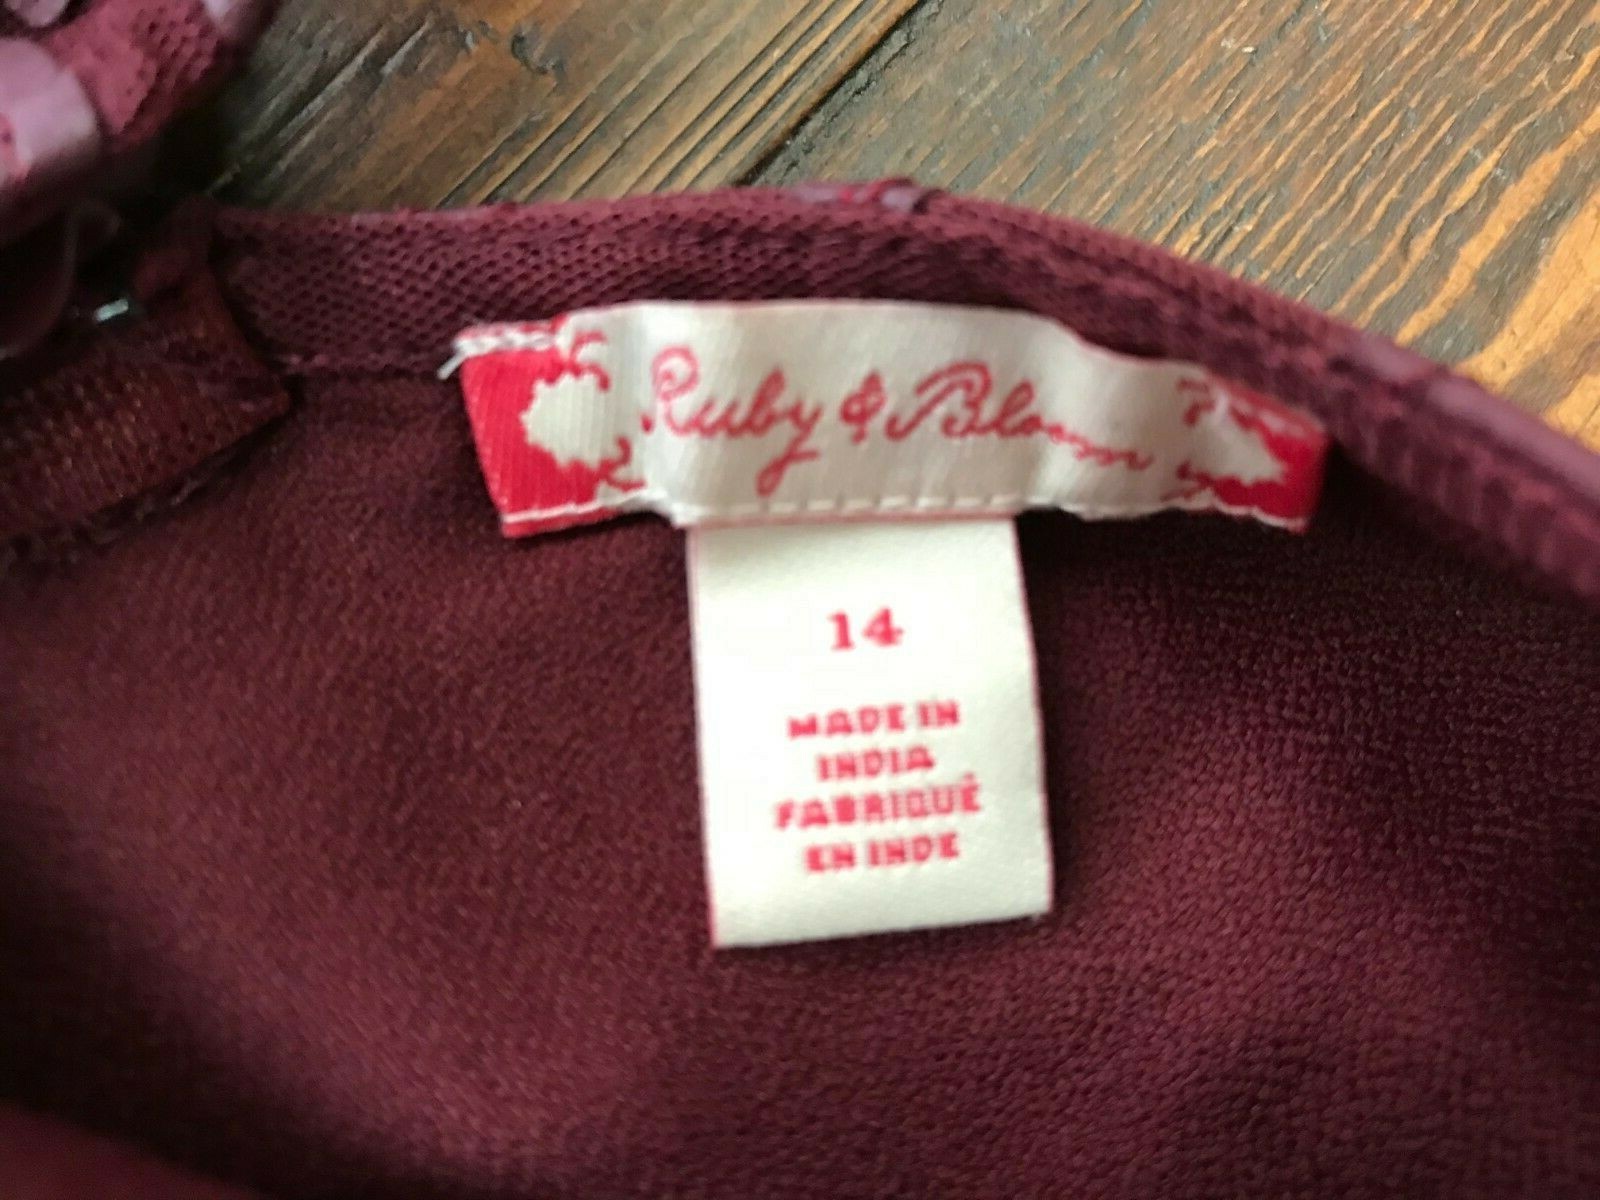 Ruby & Bloom
14
MADE IN
INDIA
FABRIQUÉ
EN INDE